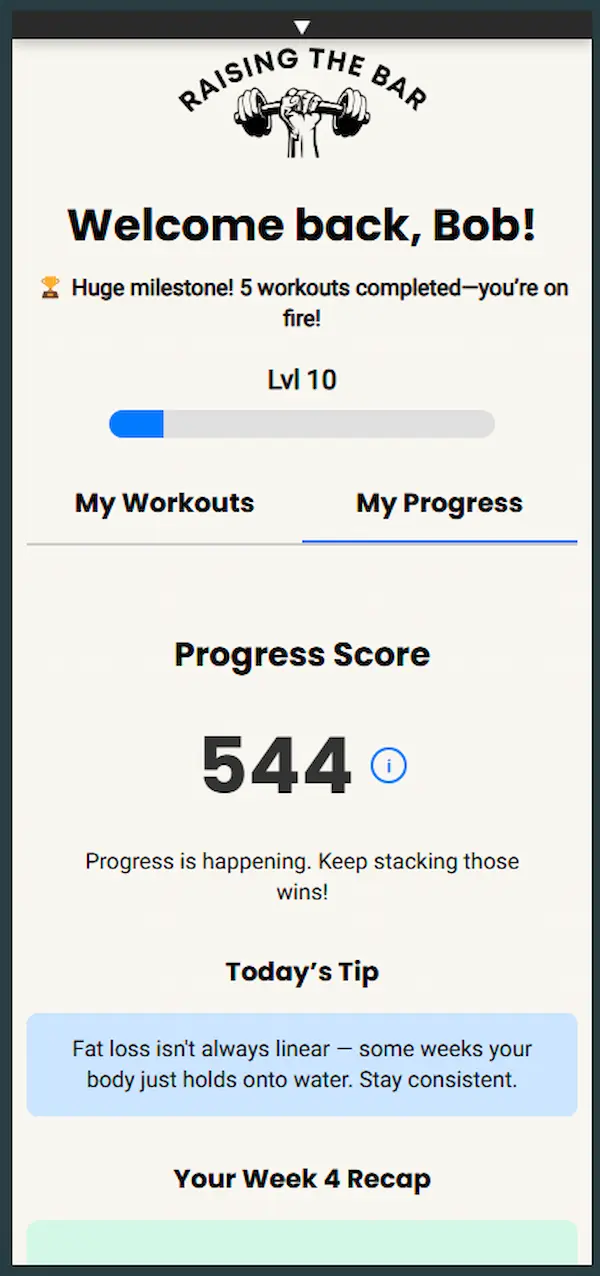 RAISING THE BAR
Welcome back, Bob!
🏆 Huge milestone! 5 workouts completed—you’re on
fire!
Lvl 10
My Workouts
My Progress
Progress Score
544 i
Progress is happening. Keep stacking those
wins!
Today’s Tip
Fat loss isn't always linear — some weeks your
body just holds onto water. Stay consistent.
Your Week 4 Recap